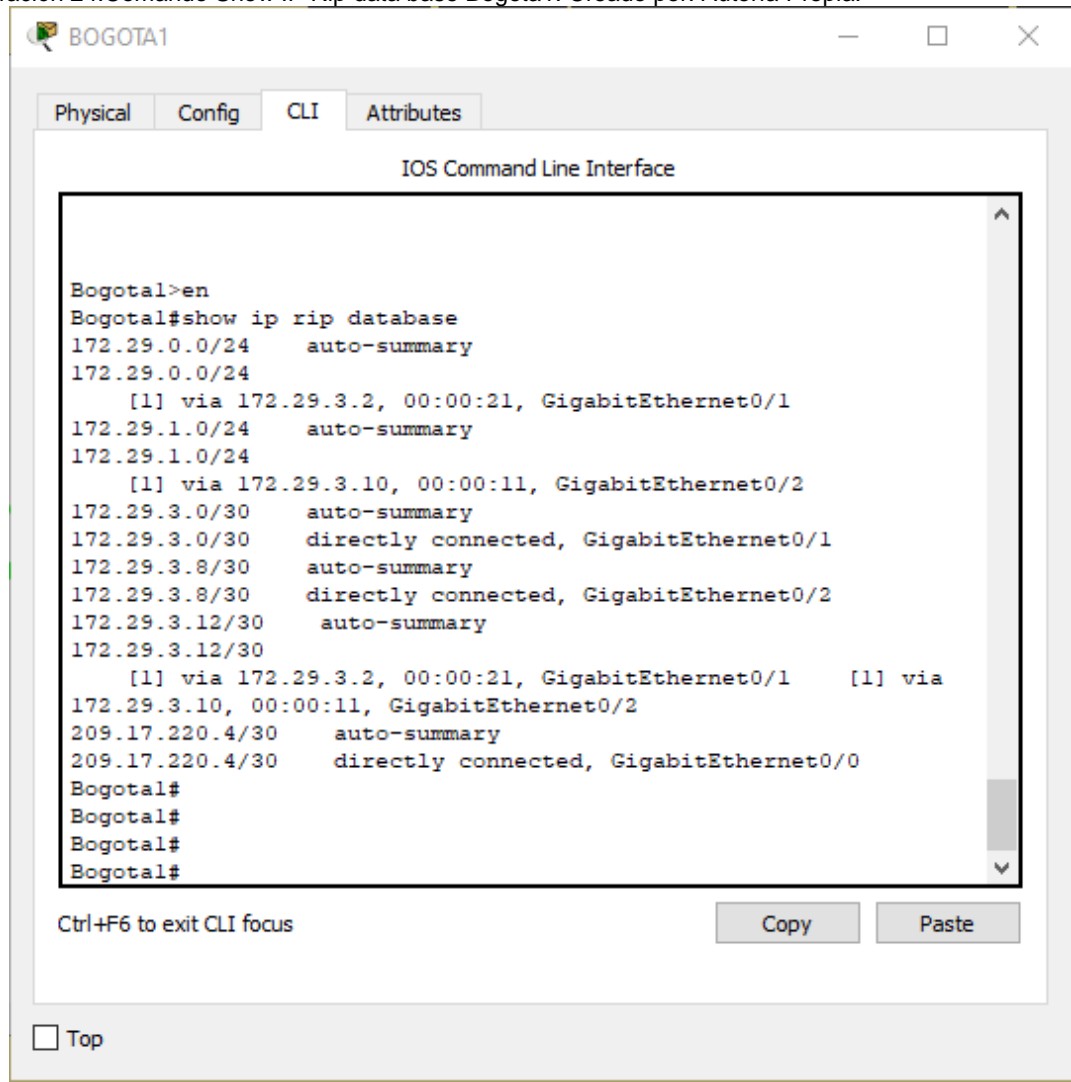 BOGOTA1
Physical Config CLI Attributes
IOS Command Line Interface
Bogota1>en
Bogota1#show ip rip database
172.29.0.0/24 auto-summary
172.29.0.0/24
[1] via 172.29.3.2, 00:00:21, GigabitEthernet0/1
172.29.1.0/24 auto-summary
172.29.1.0/24
[1] via 172.29.3.10, 00:00:11, GigabitEthernet0/2
172.29.3.0/30 auto-summary
172.29.3.0/30 directly connected, GigabitEthernet0/1
172.29.3.8/30 auto-summary
172.29.3.8/30 directly connected, GigabitEthernet0/2
172.29.3.12/30 auto-summary
172.29.3.12/30
[1] via 172.29.3.2, 00:00:21, GigabitEthernet0/1 [1] via
172.29.3.10, 00:00:11, GigabitEthernet0/2
209.17.220.4/30 auto-summary
209.17.220.4/30 directly connected, GigabitEthernet0/0
Bogota1#
Bogota1#
Bogota1#
Bogota1#
Ctrl+F6 to exit CLI focus
Copy Paste
Top